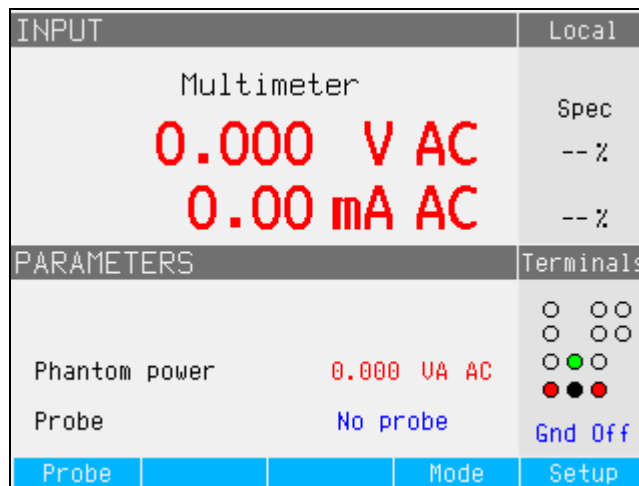 INPUT Local
Multimeter
Spec
0.000 V AC
-- %
0.00 mA AC
-- %
PARAMETERS Terminals
Phantom power 0.000 VA AC
Probe No probe
Gnd Off
Probe Mode Setup